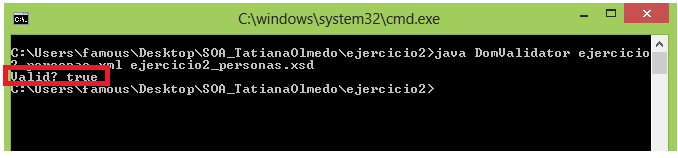 C:\windows\system32\cmd.exe
C:\Users\famous\Desktop\SOA_TatianaOlmedo\ejercicio2>java DomValidator ejercicio
2_personas.xml ejercicio2_personas.xsd
Valid? true
C:\Users\famous\Desktop\SOA_TatianaOlmedo\ejercicio2>